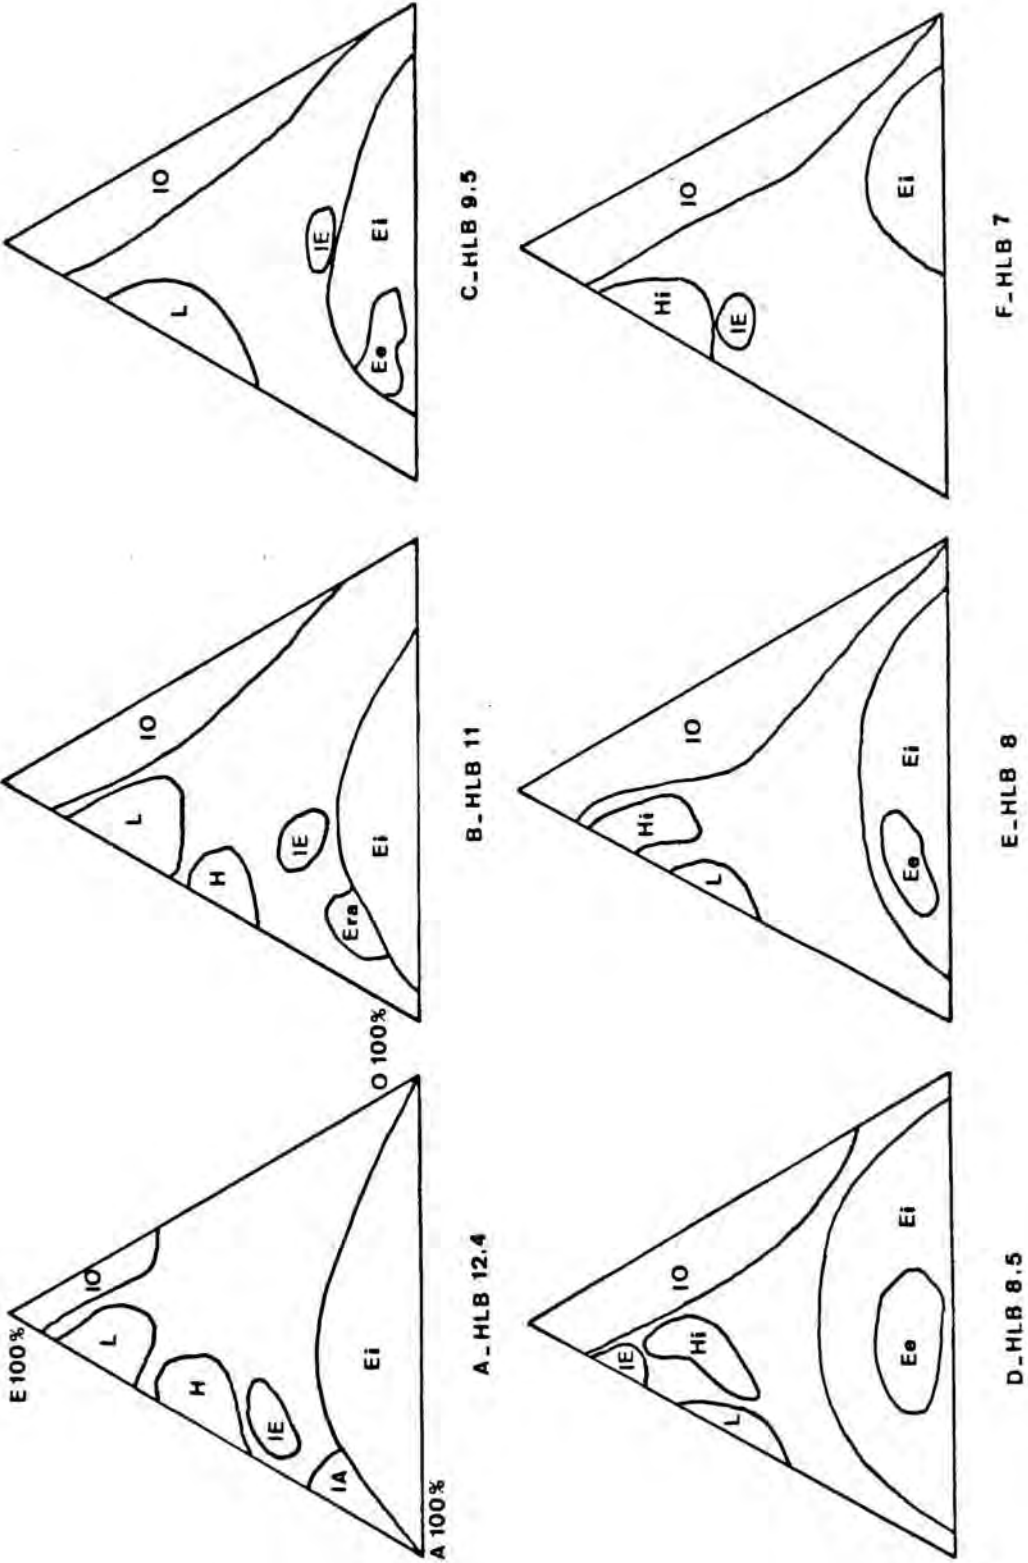 E 100%
IO
L
H
IE
IA
Ei
A 100%
O 100%
A_HLB 12.4
IO
L
H
IE
Era
Ei
B_HLB 11
IO
L
IE
Ee
Ei
C_HLB 9.5
IE
IO
Hi
L
Ee
Ei
D_HLB 8.5
IO
Hi
L
Ee
Ei
E_HLB 8
IO
Hi
IE
Ei
F_HLB 7